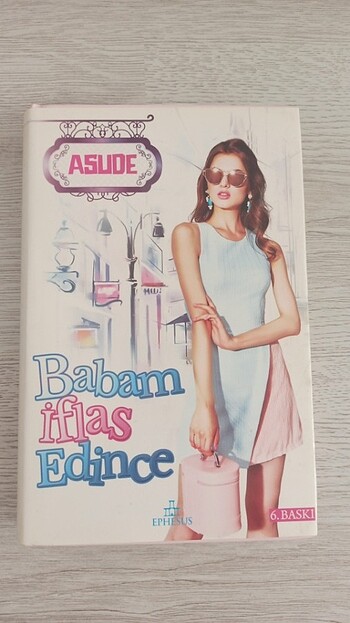 ASUDE
Babam
iflas
Edince
EPHESUS
6. BASKI